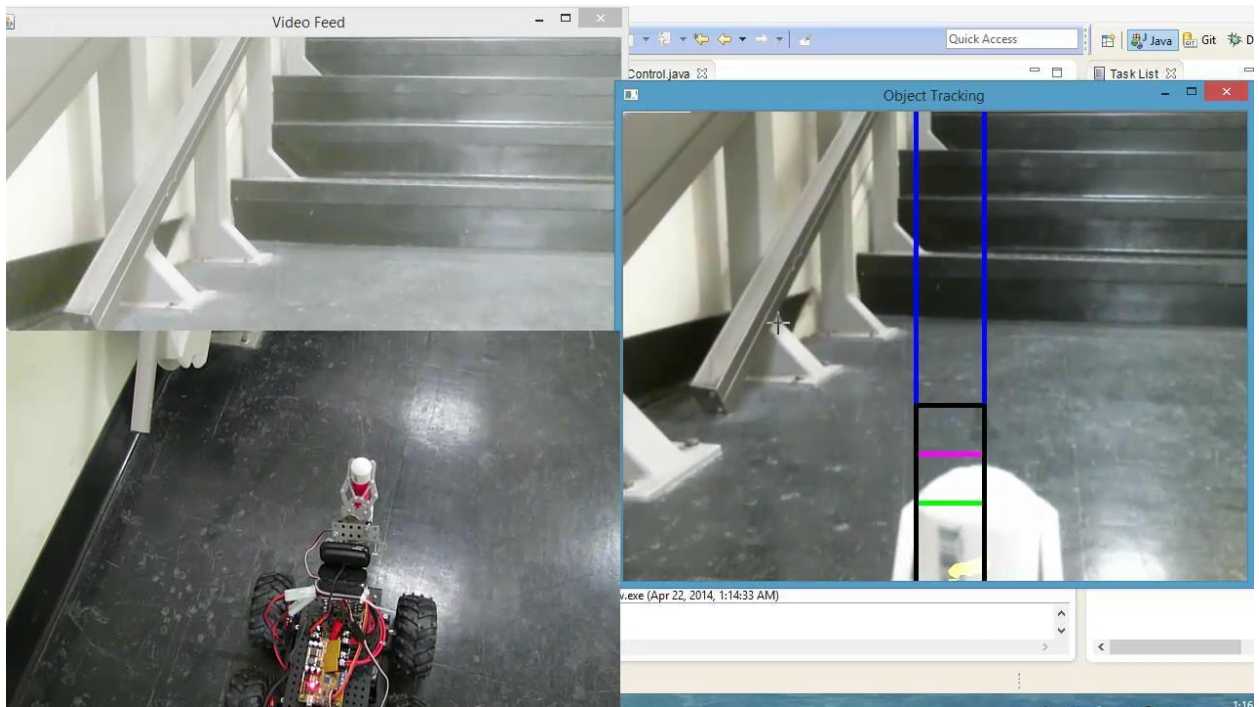 Video Feed
Quick Access
Java
Git
Control.java
Task List
Object Tracking
v.exe (Apr 22, 2014, 1:14:33 AM)
1:16